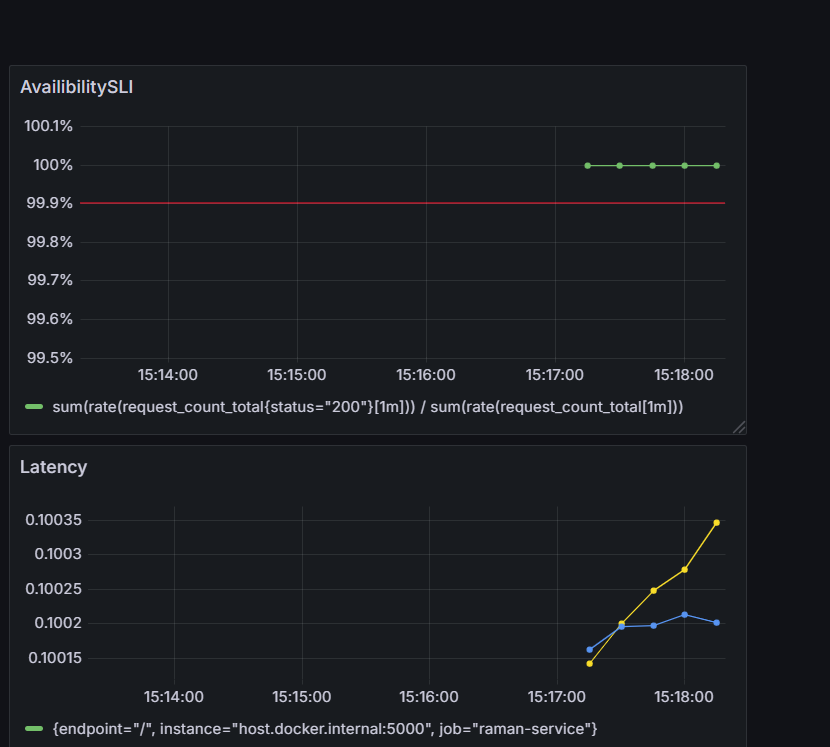 AvailibilitySLI
100.1%
100%
99.9%
99.8%
99.7%
99.6%
99.5%
15:14:00 15:15:00 15:16:00 15:17:00 15:18:00
sum(rate(request_count_total{status="200"}[1m])) / sum(rate(request_count_total[1m]))
Latency
0.10035
0.1003
0.10025
0.1002
0.10015
15:14:00 15:15:00 15:16:00 15:17:00 15:18:00
{endpoint="/", instance="host.docker.internal:5000", job="raman-service"}